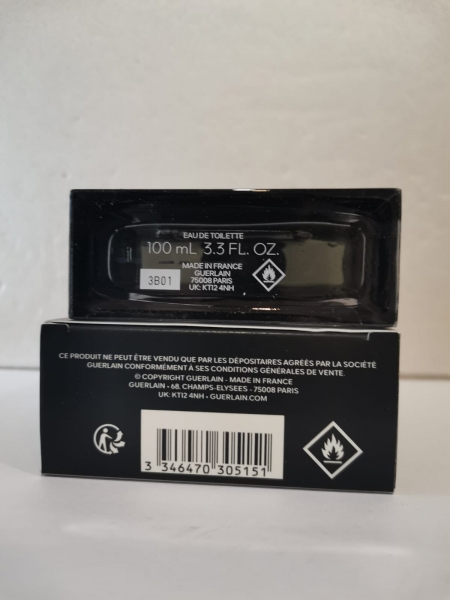 EAU DE TOILETTE
100 mL 3.3 FL. OZ.
MADE IN FRANCE
GUERLAIN
75008 PARIS
UK: KT12 4NH
3B01
CE PRODUIT NE PEUT ÊTRE VENDU QUE PAR LES DÉPOSITAIRES AGRÉÉS PAR LA SOCIÉTÉ
GUERLAIN CONFORMÉMENT À SES CONDITIONS GÉNÉRALES DE VENTE.
© COPYRIGHT GUERLAIN - MADE IN FRANCE
GUERLAIN - 68, CHAMPS-ELYSEES - 75008 PARIS
UK: KT12 4NH - GUERLAIN.COM
3 346470 305151